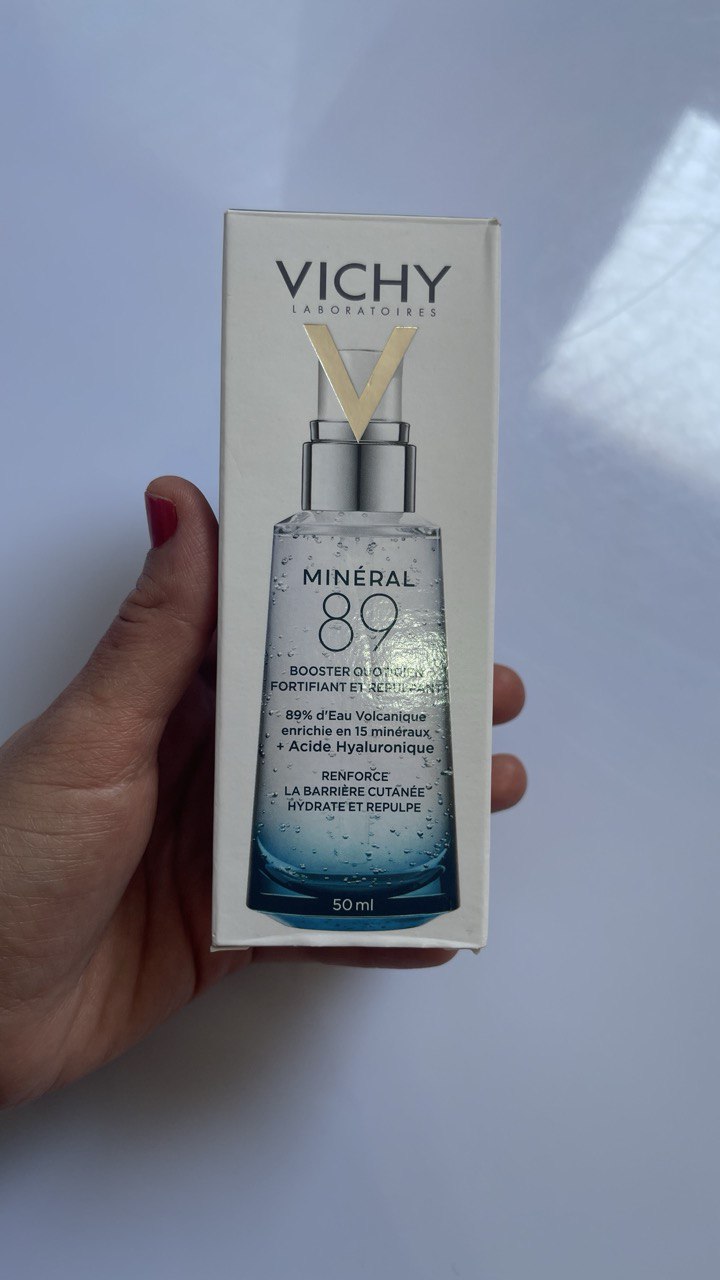 VICHY
LABORATOIRES
MINÉRAL
89
BOOSTER QUOTIDIEN
FORTIFIANT ET REPULPANT
89% d'Eau Volcanique
enrichie en 15 minéraux
+ Acide Hyaluronique
RENFORCE
LA BARRIÈRE CUTANÉE
HYDRATE ET REPULPE
50 ml